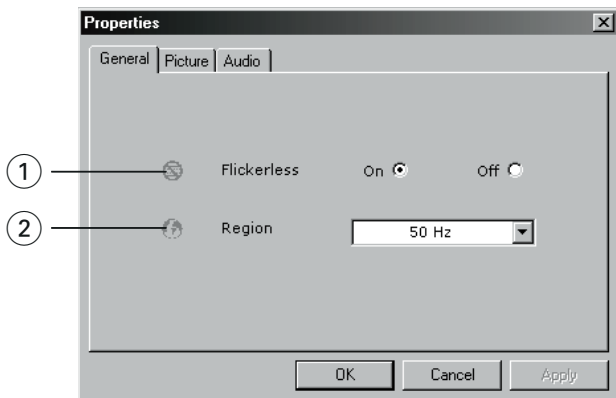 Properties
General Picture Audio
1 Flickerless On Off
2 Region 50 Hz
OK Cancel Apply